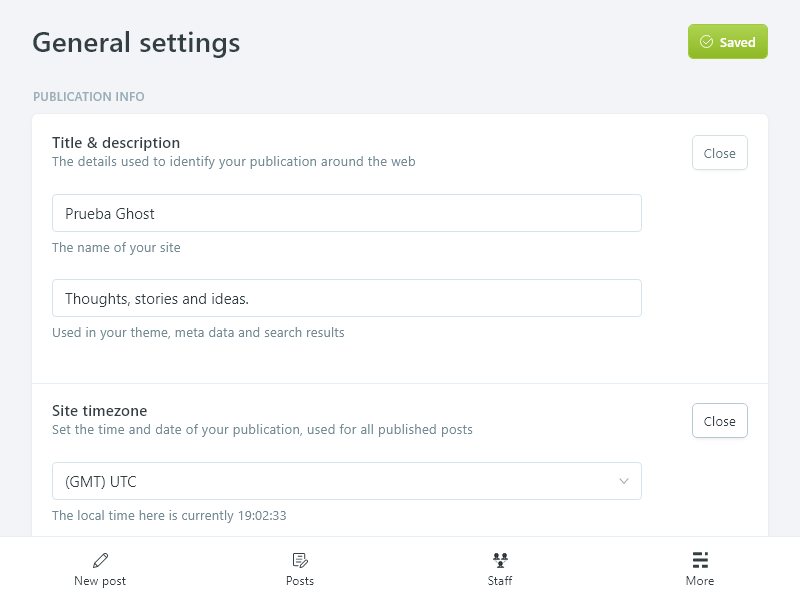 General settings
Saved
PUBLICATION INFO
Title & description
The details used to identify your publication around the web
Close
Prueba Ghost
The name of your site
Thoughts, stories and ideas.
Used in your theme, meta data and search results
Site timezone
Set the time and date of your publication, used for all published posts
Close
(GMT) UTC
The local time here is currently 19:02:33
New post
Posts
Staff
More